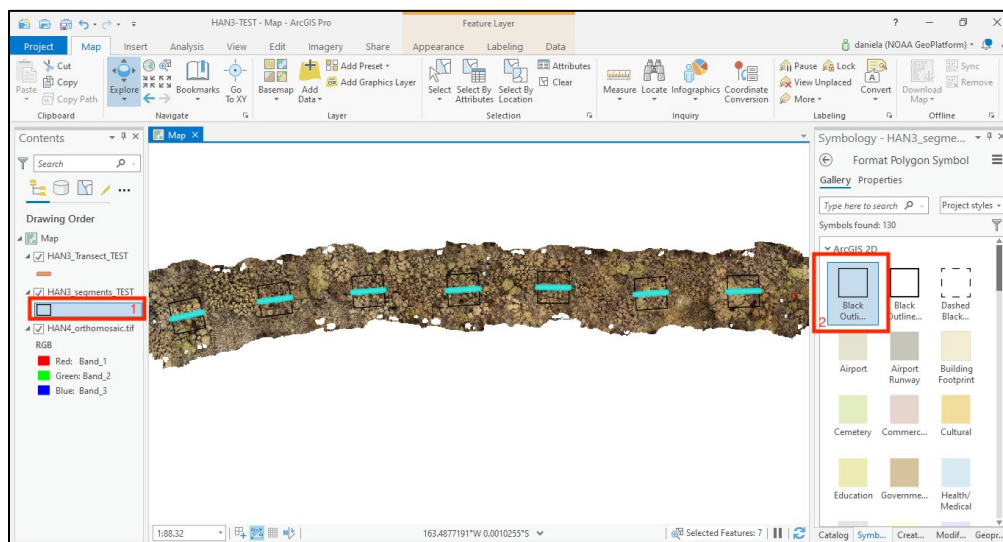 HAN3-TEST - Map - ArcGIS Pro
Feature Layer
?
Project Map Insert Analysis View Edit Imagery Share Appearance Labeling Data
daniela (NOAA GeoPlatform)
Paste
Cut
Copy
Copy Path
Clipboard
Explore
Bookmarks
Go To XY
Navigate
Basemap
Add Data
Add Preset
Add Graphics Layer
Layer
Select
Select By Attributes
Select By Location
Attributes
Clear
Selection
Measure
Locate
Infographics
Coordinate Conversion
Inquiry
Pause
Lock
View Unplaced
More
Convert
Labeling
Download Map
Sync
Remove
Offline
Contents
Search
Drawing Order
Map
HAN3_Transect_TEST
HAN3_segments_TEST
1
HAN4_orthomosaic.tif
RGB
Red: Band_1
Green: Band_2
Blue: Band_3
Map
1:88.32
163.4877191°W 0.0010255°S
Selected Features: 7
Symbology - HAN3_segme...
Format Polygon Symbol
Gallery Properties
Type here to search
Project styles
Symbols found: 130
ArcGIS 2D
2
Black Outli...
Black Outline...
Dashed Black...
Airport
Airport Runway
Building Footprint
Cemetery
Commerc...
Cultural
Education
Governme...
Health/ Medical
Catalog Symb... Creat... Modif... Geopr...